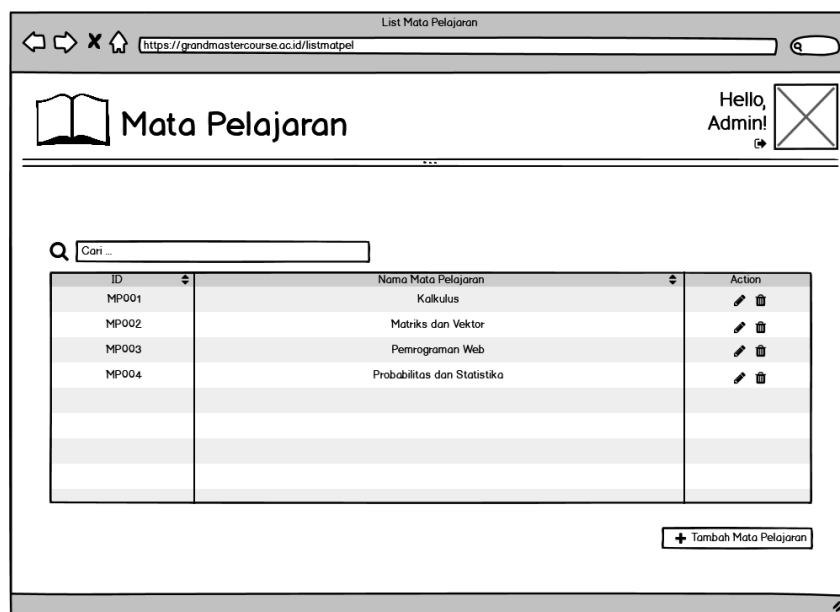 List Mata Pelajaran
https://grandmastercourse.ac.id/listmatpel
Mata Pelajaran
Hello,
Admin!
Cari ...
ID Nama Mata Pelajaran Action
MP001 Kalkulus
MP002 Matriks dan Vektor
MP003 Pemrograman Web
MP004 Probabilitas dan Statistika
Tambah Mata Pelajaran